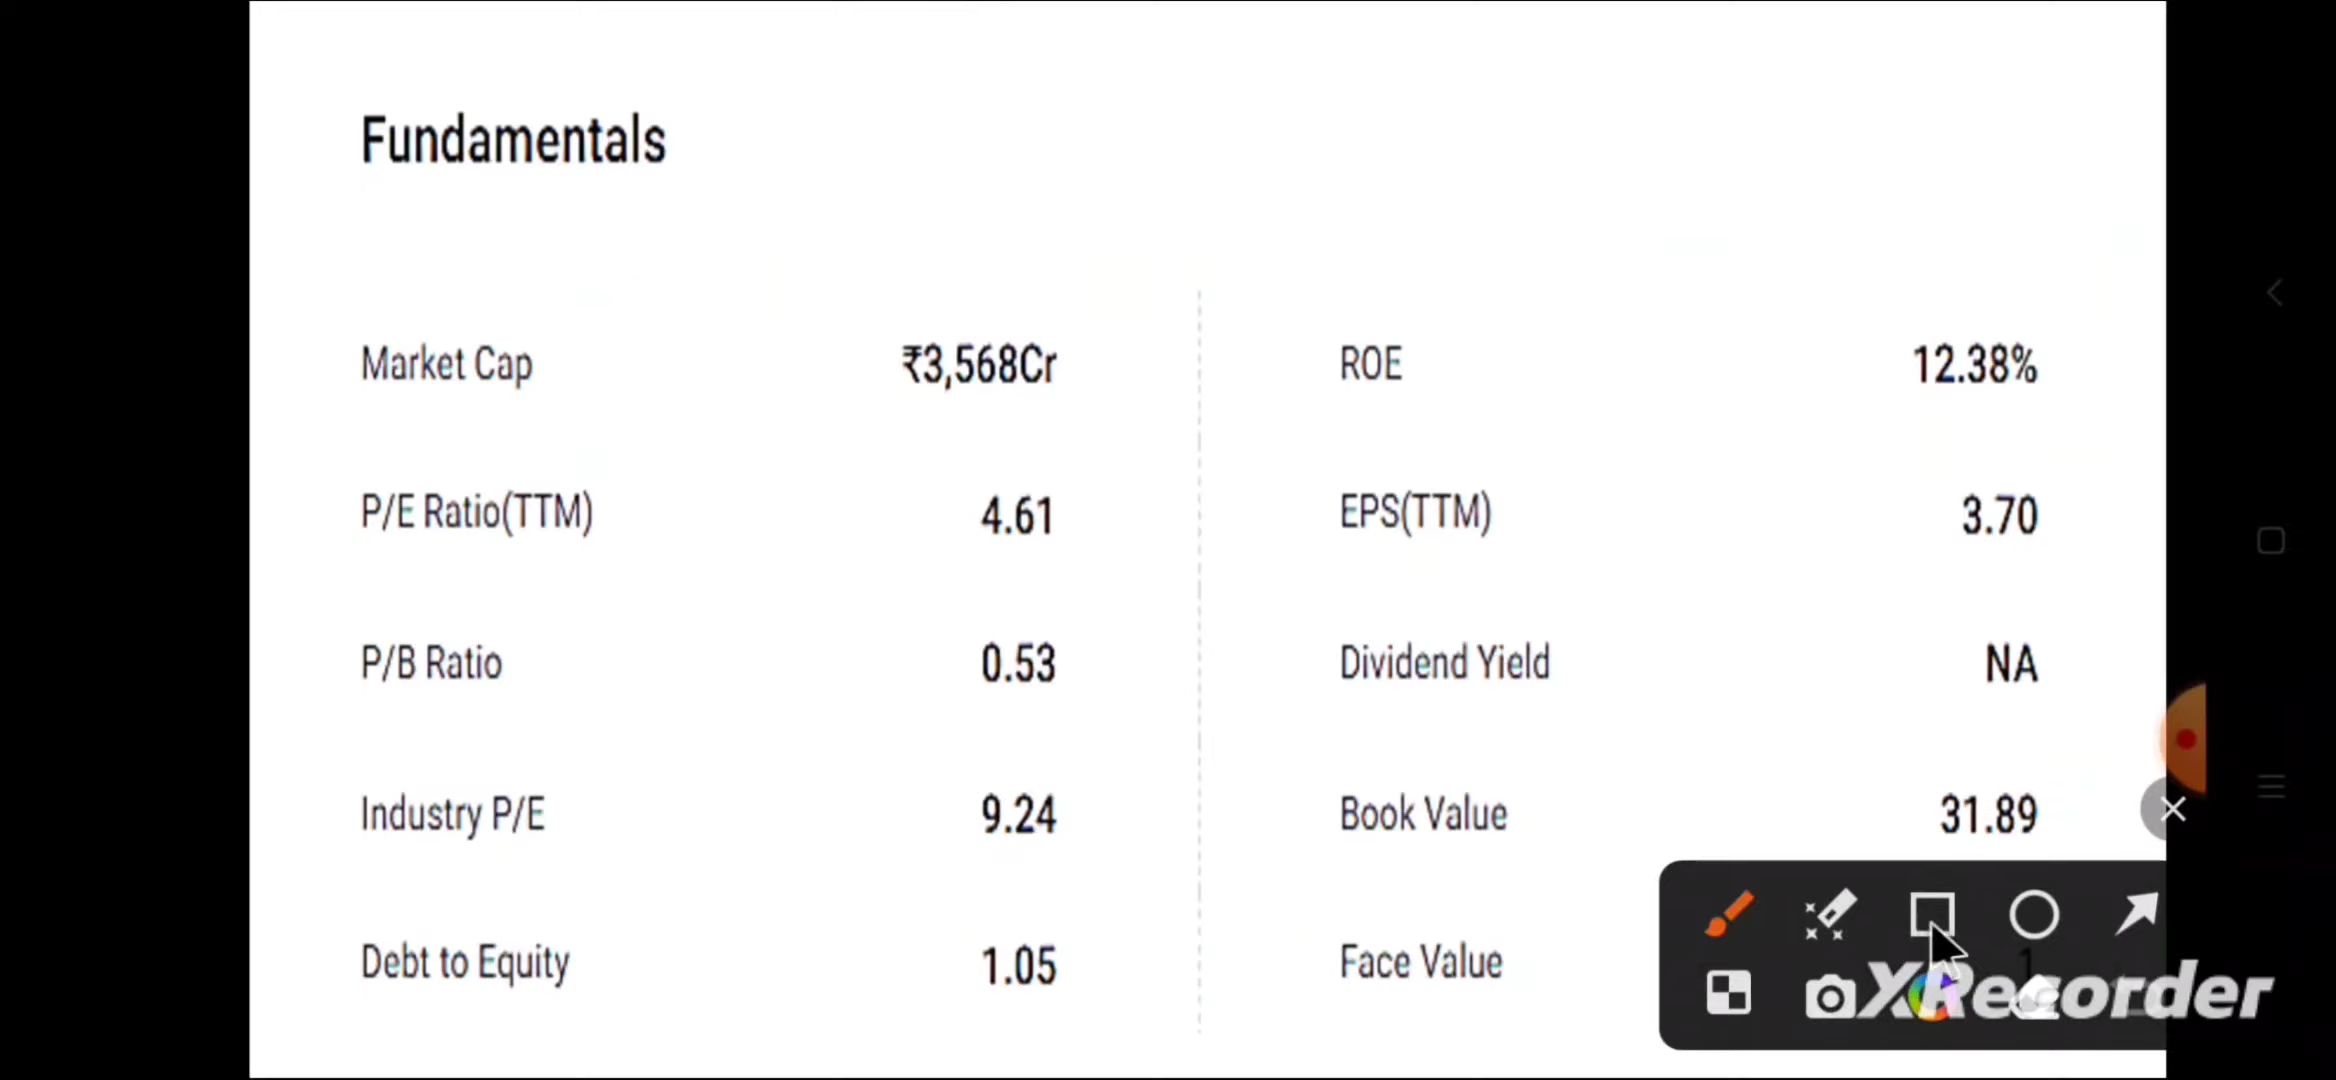 Fundamentals
Market Cap ₹3,568Cr
P/E Ratio(TTM) 4.61
P/B Ratio 0.53
Industry P/E 9.24
Debt to Equity 1.05
ROE 12.38%
EPS(TTM) 3.70
Dividend Yield NA
Book Value 31.89
Face Value 1
XRecorder